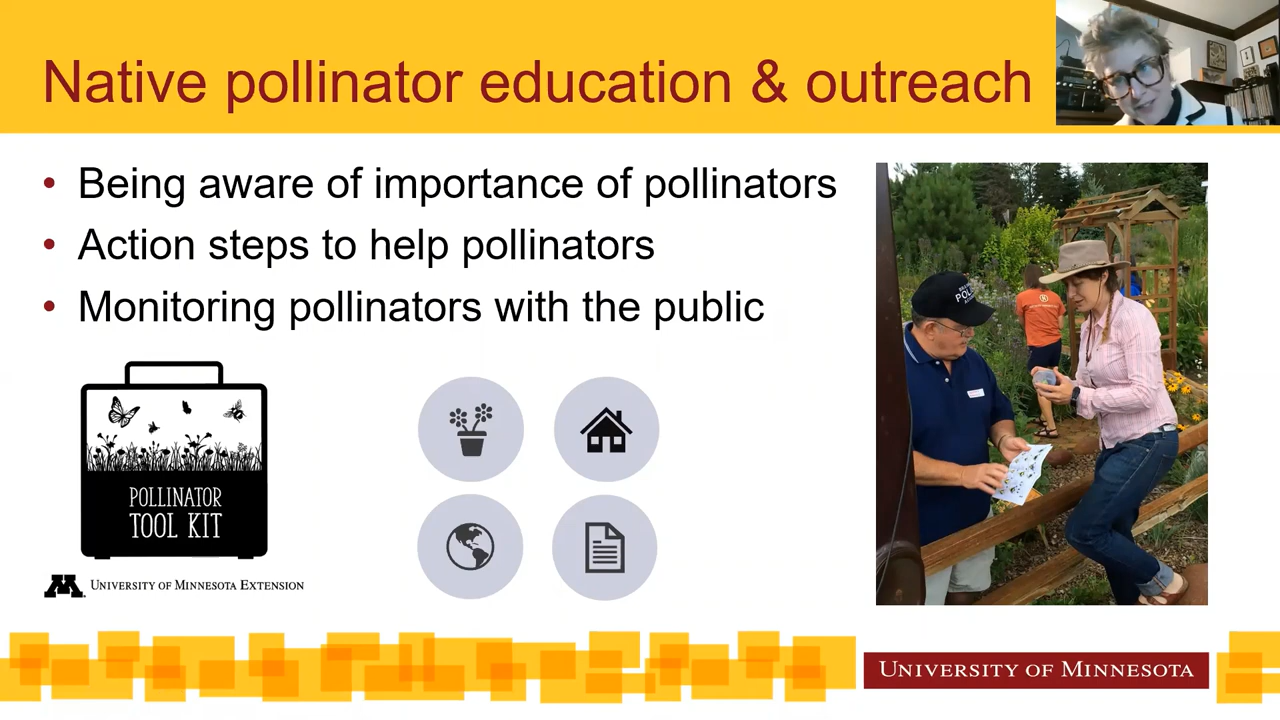 Native pollinator education & outreach
• Being aware of importance of pollinators
• Action steps to help pollinators
• Monitoring pollinators with the public
POLLINATOR
TOOL KIT
UNIVERSITY OF MINNESOTA EXTENSION
UNIVERSITY OF MINNESOTA